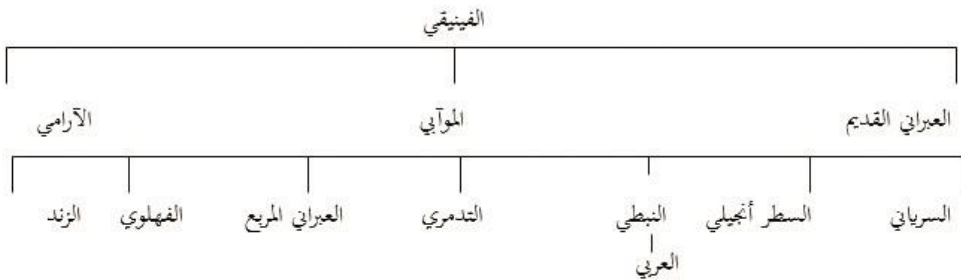 الفينيقي
العبراني القديم الموآبي الآرامي
السرياني السطر أنجيلي النبطي التدمري العبراني المربع الفهلوي الزند
العربي